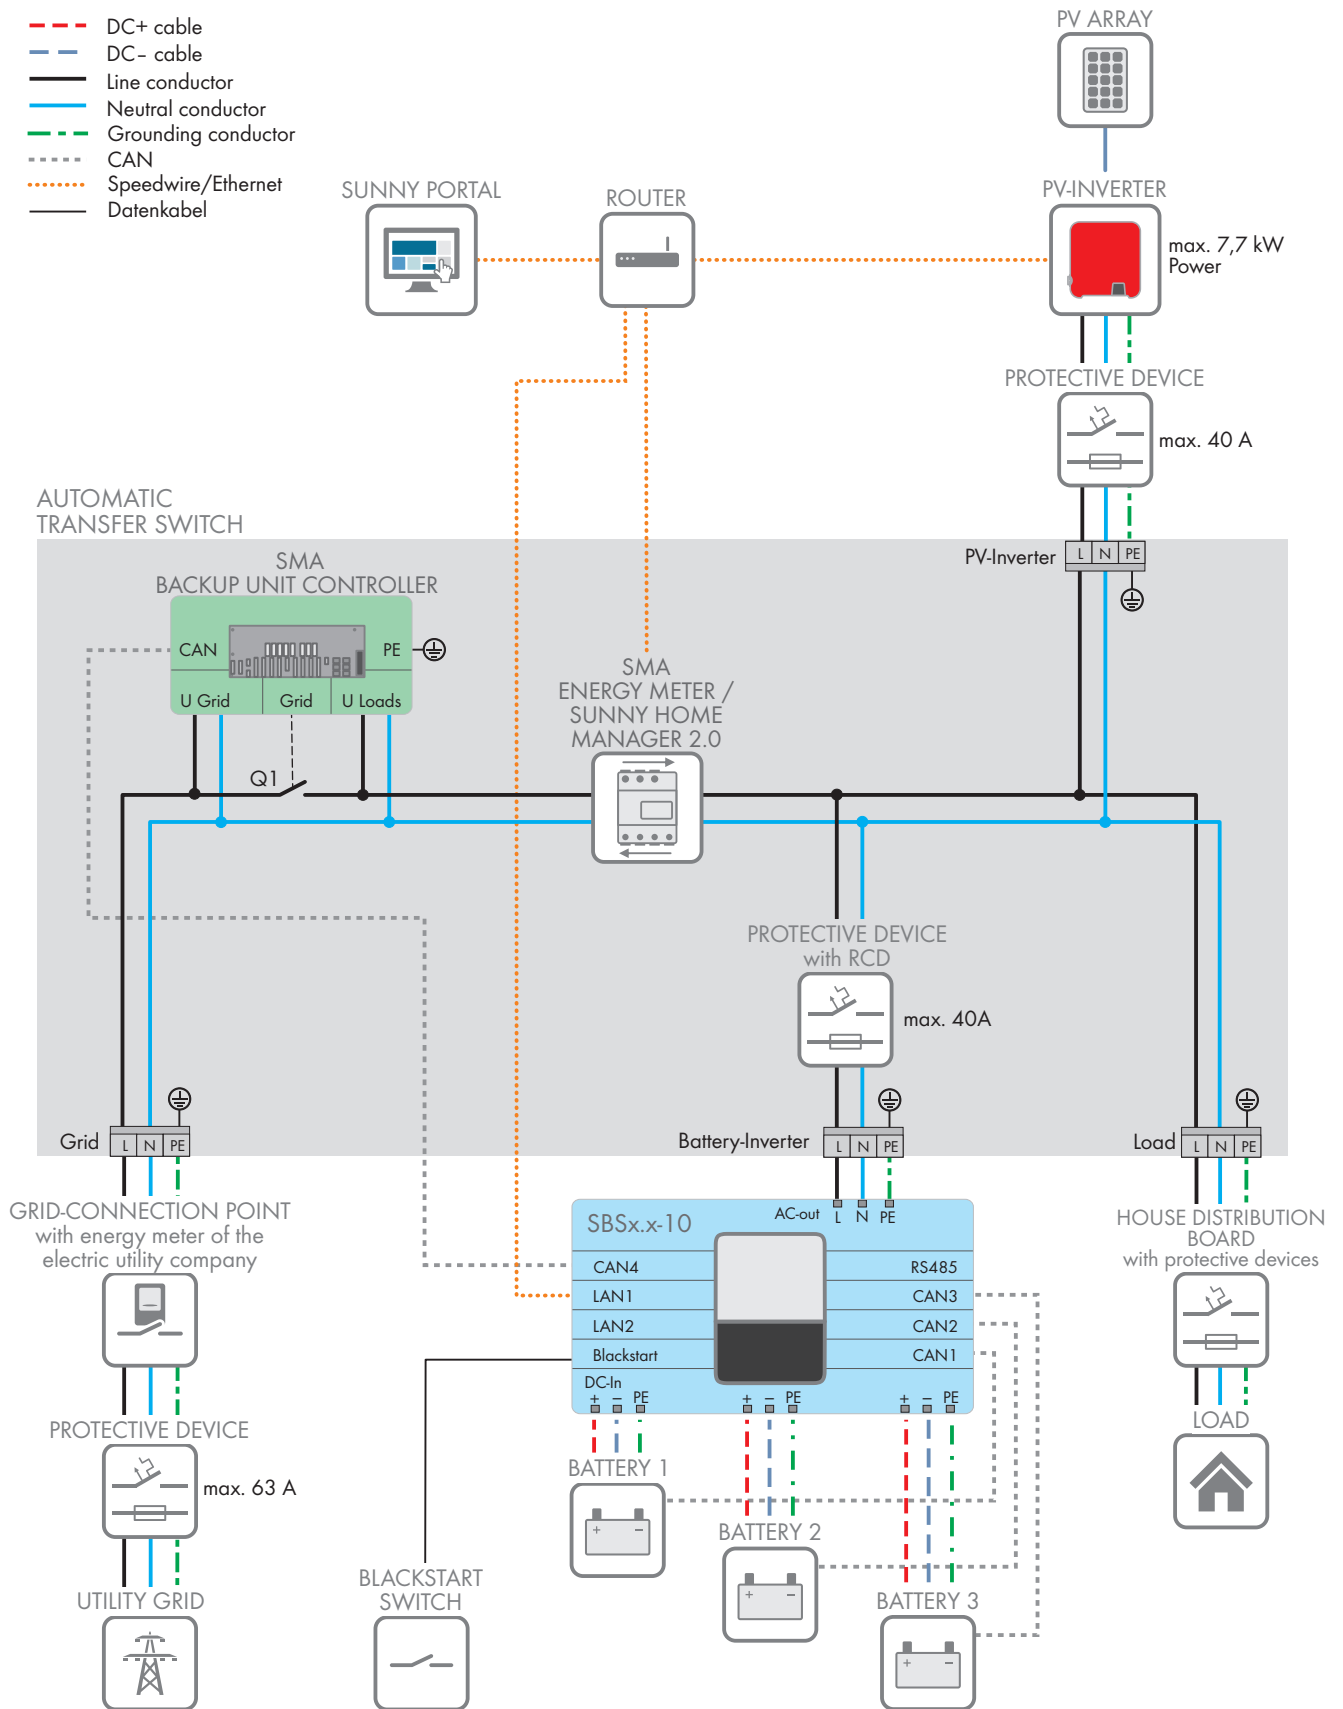 DC+ cable
DC– cable
Line conductor
Neutral conductor
Grounding conductor
CAN
Speedwire/Ethernet
Datenkabel
PV ARRAY
SUNNY PORTAL
ROUTER
PV-INVERTER
max. 7,7 kW
Power
PROTECTIVE DEVICE
max. 40 A
AUTOMATIC
TRANSFER SWITCH
SMA
BACKUP UNIT CONTROLLER
CAN
PE
U Grid
Grid
U Loads
Q1
PV-Inverter
L N PE
SMA
ENERGY METER /
SUNNY HOME
MANAGER 2.0
PROTECTIVE DEVICE
with RCD
max. 40A
Grid
L N PE
Battery-Inverter
L N PE
Load
L N PE
GRID-CONNECTION POINT
with energy meter of the
electric utility company
PROTECTIVE DEVICE
max. 63 A
UTILITY GRID
SBSx.x-10
AC-out
L N PE
CAN4
LAN1
LAN2
Blackstart
RS485
CAN3
CAN2
CAN1
DC-In
+ – PE
+ – PE
+ – PE
BATTERY 1
+ –
BATTERY 2
+ –
BATTERY 3
+ –
BLACKSTART
SWITCH
HOUSE DISTRIBUTION
BOARD
with protective devices
LOAD